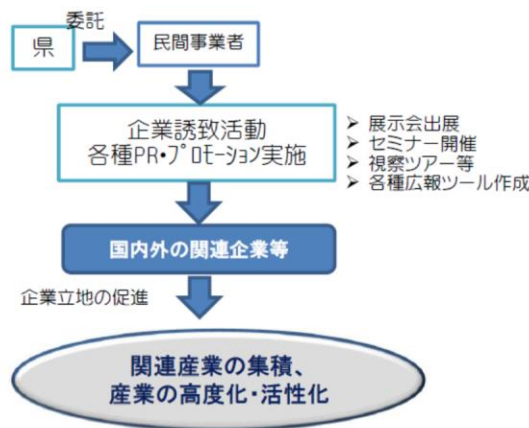 委託
県
民間事業者
企業誘致活動
各種PR・プロモーション実施
➢ 展示会出展
➢ セミナー開催
➢ 視察ツアー等
➢ 各種広報ツール作成
国内外の関連企業等
企業立地の促進
関連産業の集積、
産業の高度化・活性化